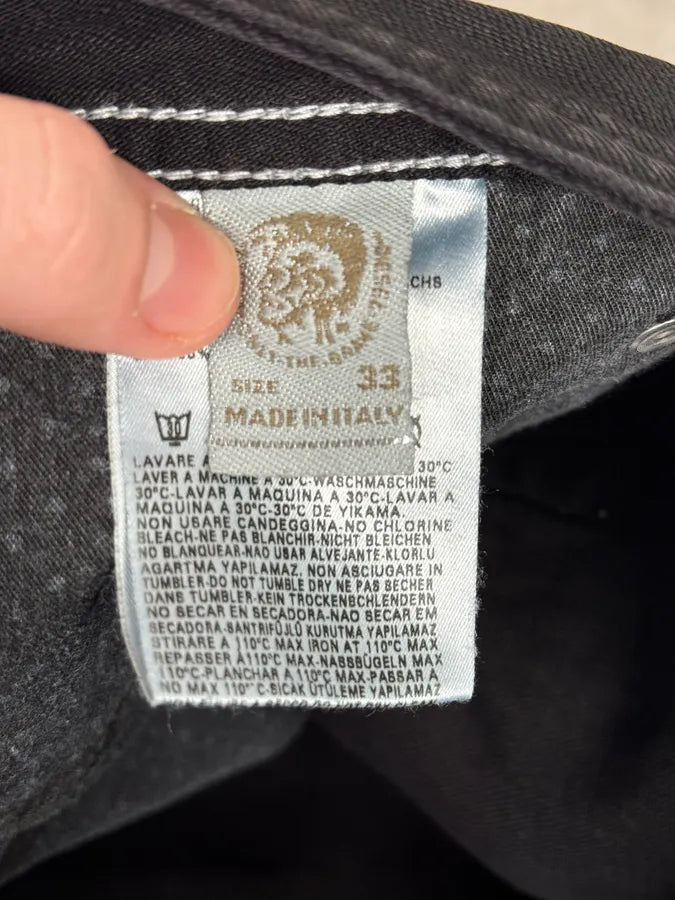 CHS
ONLY·THE·BRAVE·DIESEL
SIZE 33
MADE IN ITALY
30
LAVARE A 30°C
LAVER A MACHINE A 30°C-WASCHMASCHINE
30°C-LAVAR A MAQUINA A 30°C-LAVAR A
MAQUINA A 30°C-30°C DE YIKAMA.
NON USARE CANDEGGINA-NO CHLORINE
BLEACH-NE PAS BLANCHIR-NICHT BLEICHEN
NO BLANQUEAR-NAO USAR ALVEJANTE-KLORLU
AGARTMA YAPILAMAZ. NON ASCIUGARE IN
TUMBLER-DO NOT TUMBLE DRY NE PAS SECHER
DANS TUMBLER-KEIN TROCKENSCHLENDERN
NO SECAR EN SECADORA-NAO SECAR EM
SECADORA-SANTRIFÜJLÜ KURUTMA YAPILAMAZ
STIRARE A 110°C MAX IRON AT 110°C MAX
REPASSER À110°C MAX-NASSBÜGELN MAX
110°C-PLANCHAR A 110°C MAX-PASSAR A
NO MAX 110°C-SICAK ÜTÜLEME YAPILAMAZ